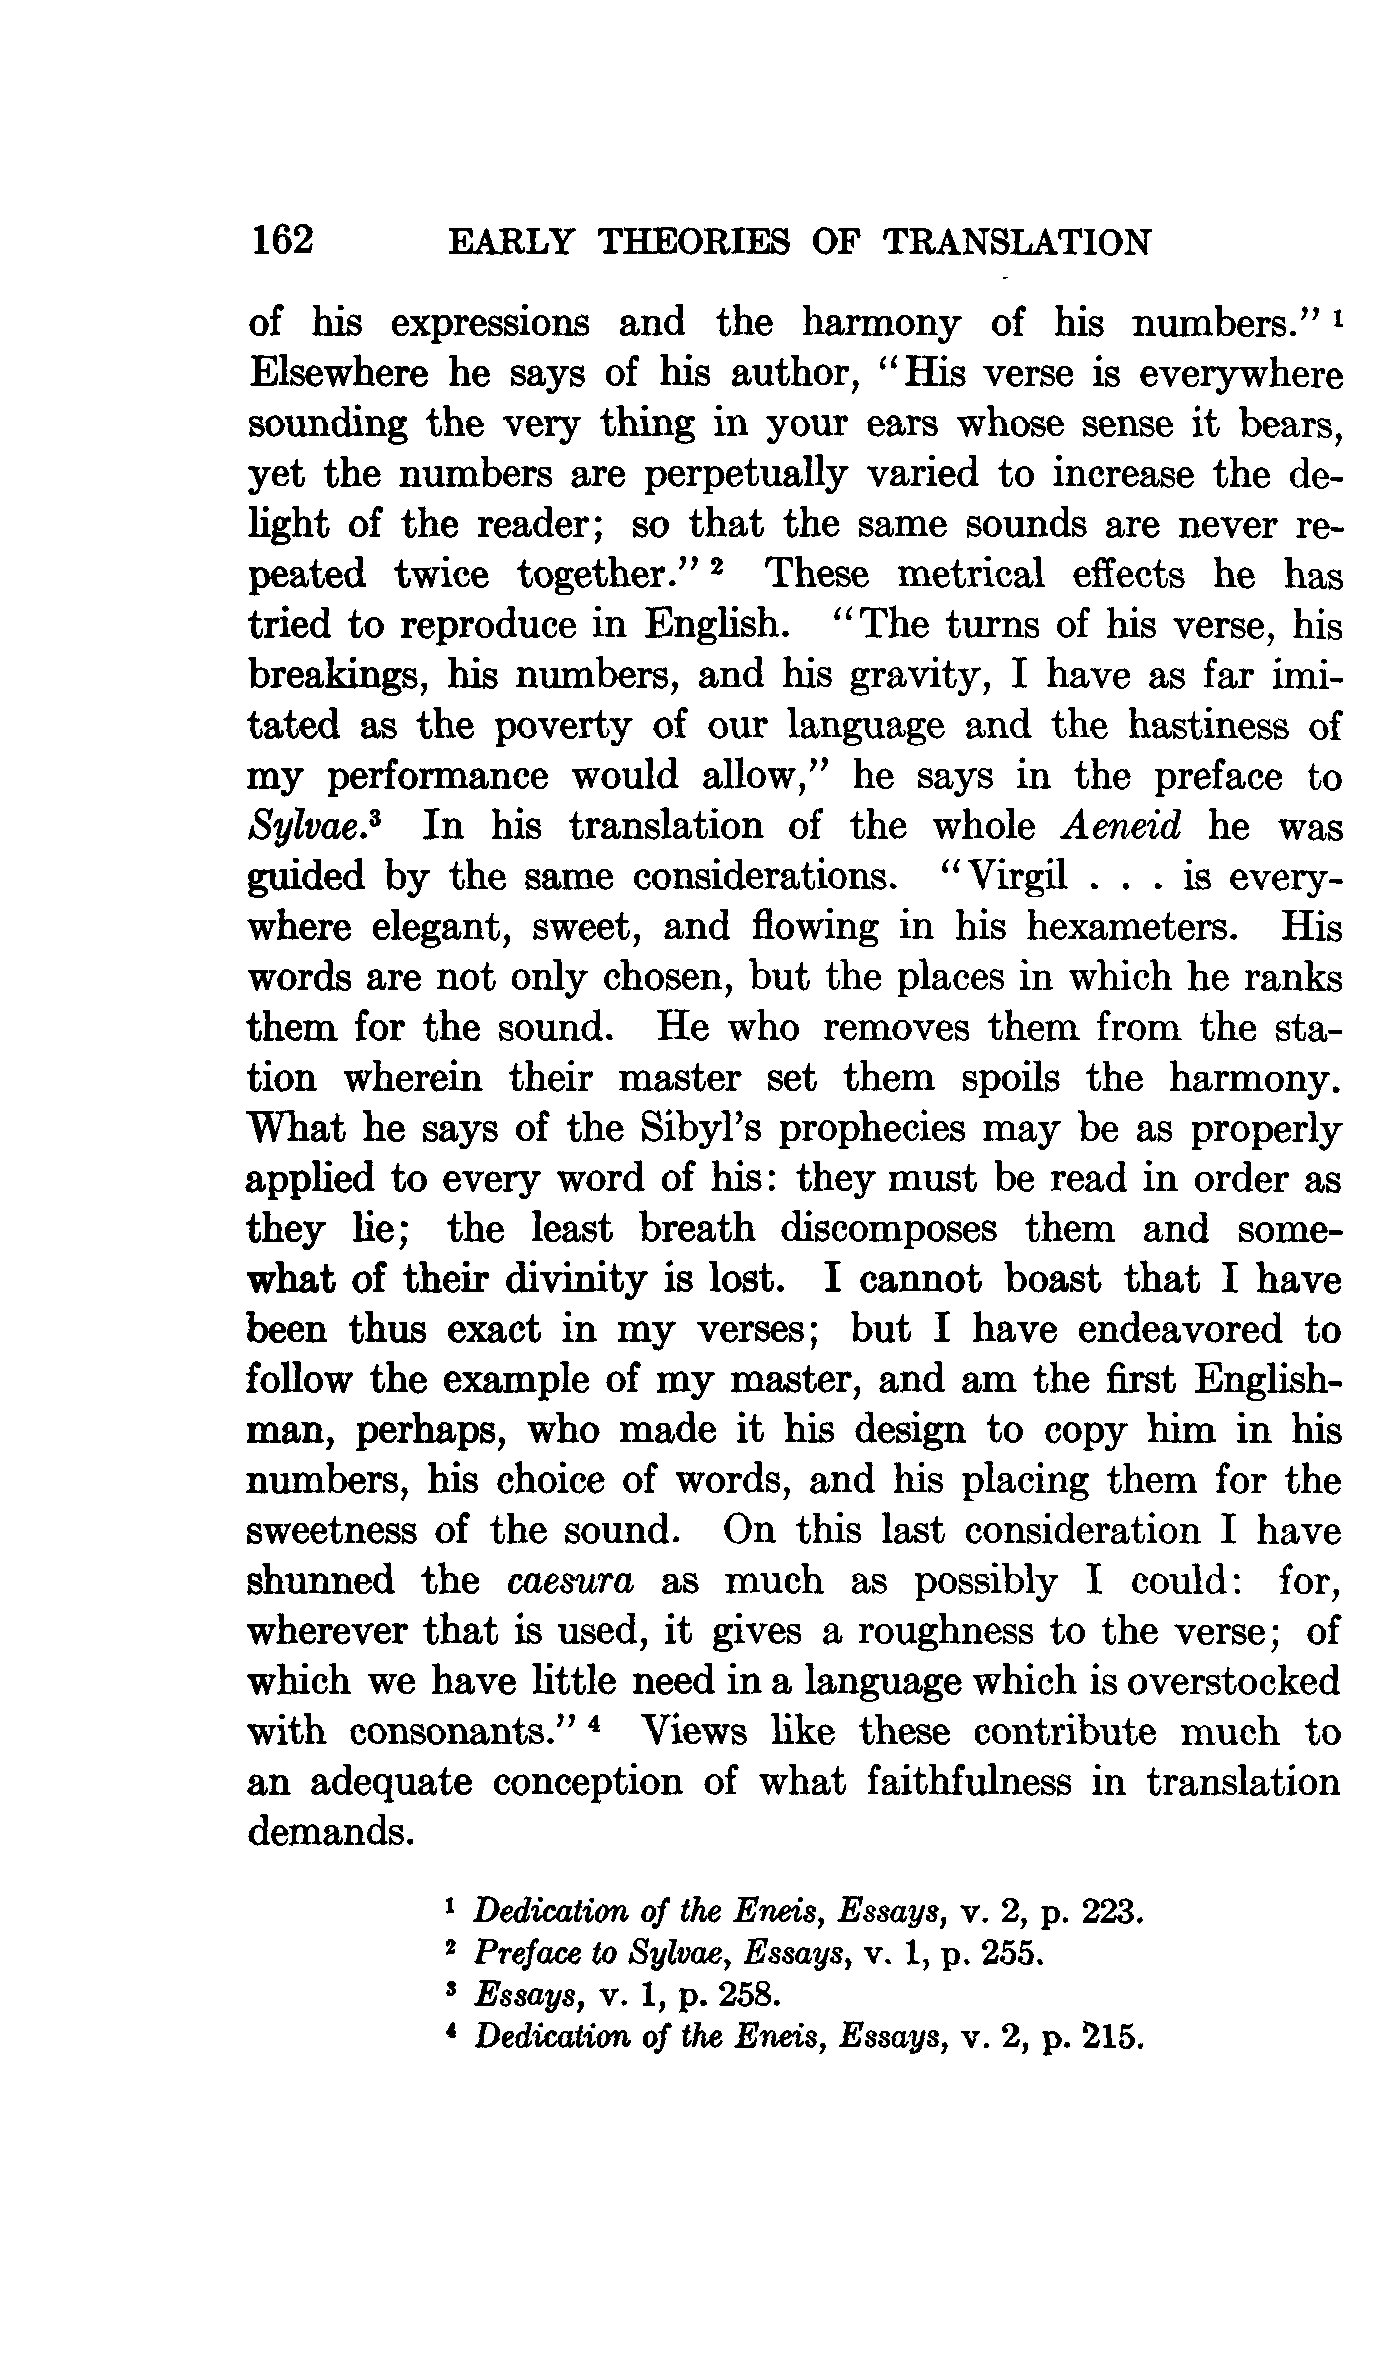 162 EARLY THEORIES OF TRANSLATION
of his expressions and the harmony of his numbers.” ¹
Elsewhere he says of his author, “His verse is everywhere
sounding the very thing in your ears whose sense it bears,
yet the numbers are perpetually varied to increase the de-
light of the reader; so that the same sounds are never re-
peated twice together.” ² These metrical effects he has
tried to reproduce in English. “The turns of his verse, his
breakings, his numbers, and his gravity, I have as far imi-
tated as the poverty of our language and the hastiness of
my performance would allow,” he says in the preface to
Sylvae.³ In his translation of the whole Aeneid he was
guided by the same considerations. “Virgil . . . is every-
where elegant, sweet, and flowing in his hexameters. His
words are not only chosen, but the places in which he ranks
them for the sound. He who removes them from the sta-
tion wherein their master set them spoils the harmony.
What he says of the Sibyl’s prophecies may be as properly
applied to every word of his: they must be read in order as
they lie; the least breath discomposes them and some-
what of their divinity is lost. I cannot boast that I have
been thus exact in my verses; but I have endeavored to
follow the example of my master, and am the first English-
man, perhaps, who made it his design to copy him in his
numbers, his choice of words, and his placing them for the
sweetness of the sound. On this last consideration I have
shunned the caesura as much as possibly I could: for,
wherever that is used, it gives a roughness to the verse; of
which we have little need in a language which is overstocked
with consonants.” ⁴ Views like these contribute much to
an adequate conception of what faithfulness in translation
demands.
¹ Dedication of the Eneis, Essays, v. 2, p. 223.
² Preface to Sylvae, Essays, v. 1, p. 255.
³ Essays, v. 1, p. 258.
⁴ Dedication of the Eneis, Essays, v. 2, p. 215.